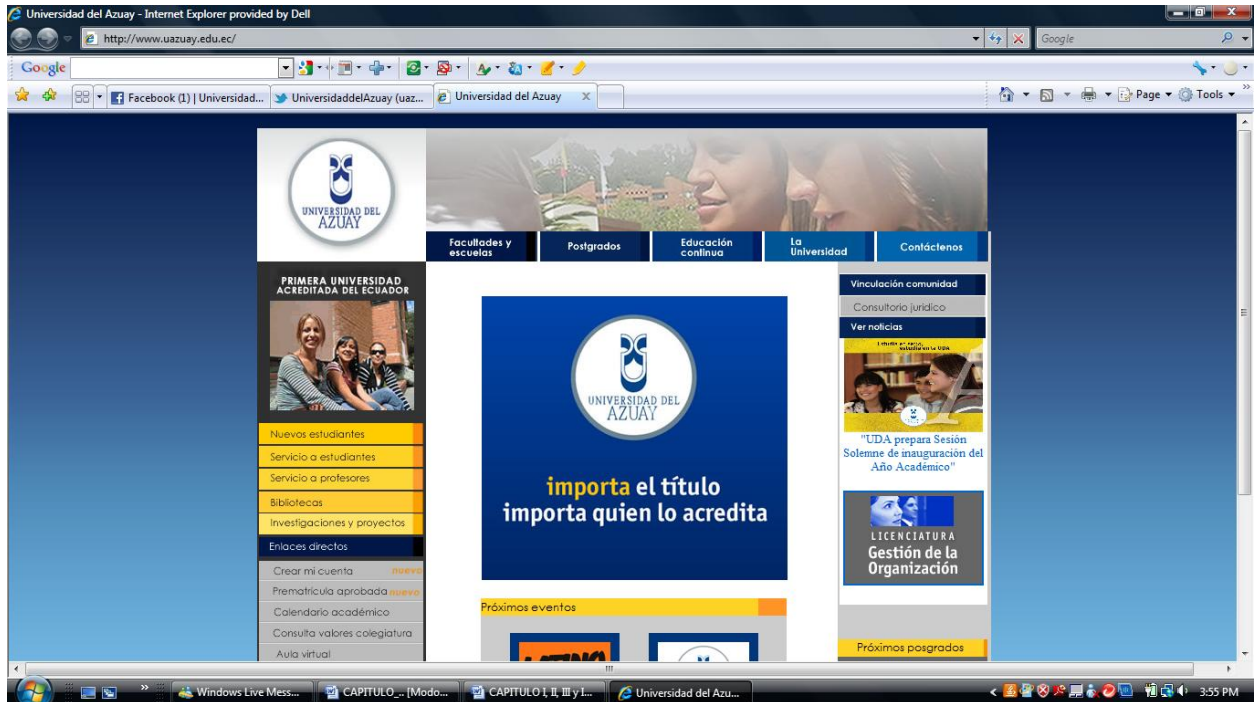 Universidad del Azuay - Internet Explorer provided by Dell
http://www.uazuay.edu.ec/
Google
Google
Facebook (1) | Universidad...
UniversidaddelAzuay (uaz...
Universidad del Azuay
Page
Tools
UNIVERSIDAD DEL
AZUAY
Facultades y
escuelas
Postgrados
Educación
continua
La
Universidad
Contáctenos
PRIMERA UNIVERSIDAD
ACREDITADA DEL ECUADOR
Nuevos estudiantes
Servicio a estudiantes
Servicio a profesores
Bibliotecas
Investigaciones y proyectos
Enlaces directos
Crear mi cuenta nuevo
Prematricula aprobada nuevo
Calendario académico
Consulta valores colegiatura
Aula virtual
UNIVERSIDAD DEL
AZUAY
importa el título
importa quien lo acredita
Próximos eventos
LATINO
Vinculación comunidad
Consultorio jurídico
Ver noticias
"UDA prepara Sesión
Solemne de inauguración del
Año Académico"
LICENCIATURA
Gestión de la
Organización
Próximos posgrados
Windows Live Mess...
CAPITULO_.. [Modo...
CAPITULO I, II, III y I...
Universidad del Azu...
3:55 PM